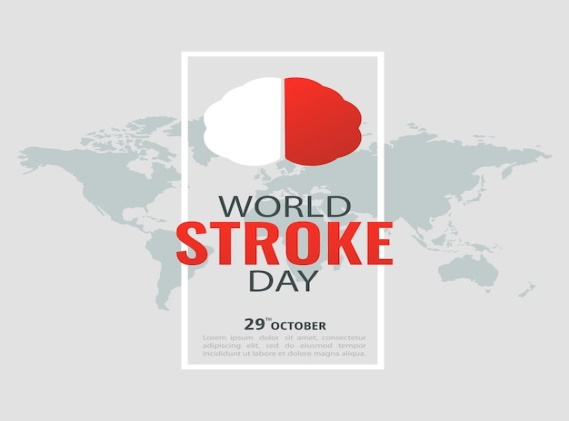 WORLD
STROKE
DAY
29TH OCTOBER
Lorem ipsum dolor sit amet, consectetur
adipiscing elit, sed do eiusmod tempor
incididunt ut labore et dolore magna aliqua.